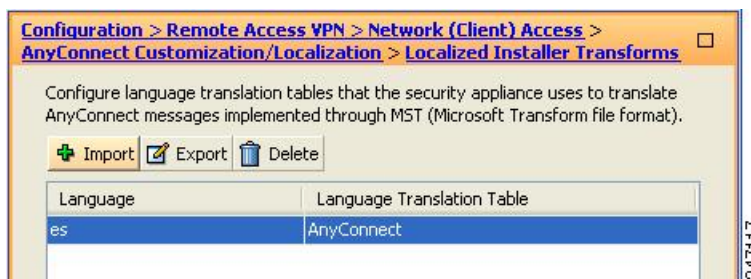 Configuration > Remote Access VPN > Network (Client) Access >
AnyConnect Customization/Localization > Localized Installer Transforms
Configure language translation tables that the security appliance uses to translate
AnyConnect messages implemented through MST (Microsoft Transform file format).
Import Export Delete
Language Language Translation Table
es AnyConnect